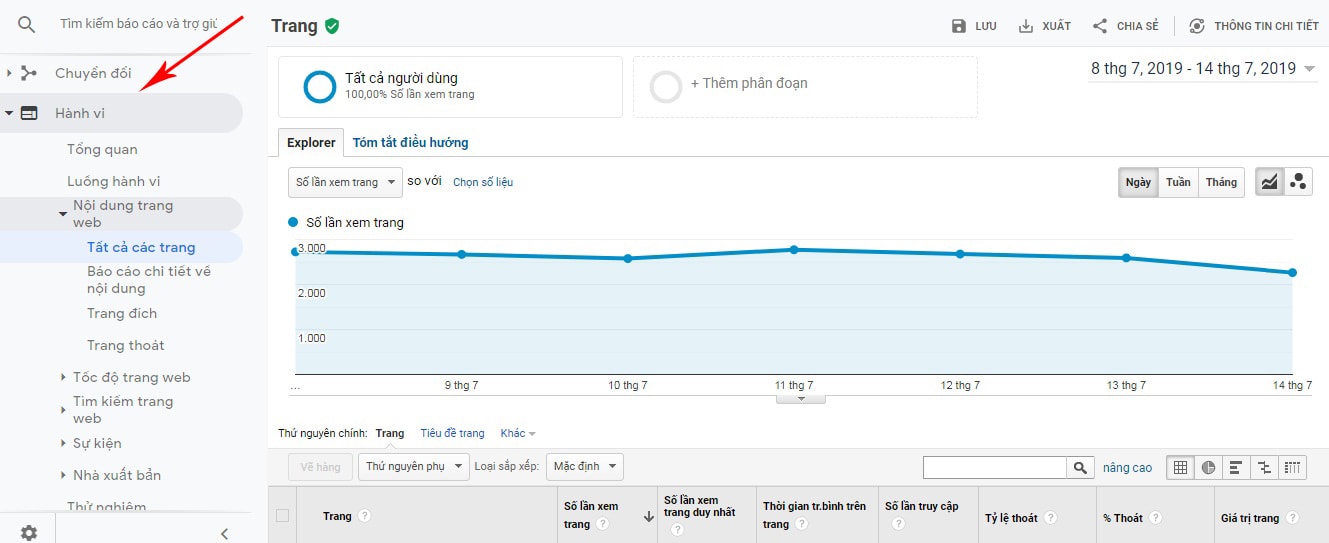 Tìm kiếm báo cáo và trợ giú
Chuyển đổi
Hành vi
Tổng quan
Luồng hành vi
Nội dung trang
web
Tất cả các trang
Báo cáo chi tiết về
nội dung
Trang đích
Trang thoát
Tốc độ trang web
Tìm kiếm trang
web
Sự kiện
Nhà xuất bản
Thử nghiệm
Trang
LƯU
XUẤT
CHIA SẺ
THÔNG TIN CHI TIẾT
Tất cả người dùng
100,00% Số lần xem trang
+ Thêm phân đoạn
8 thg 7, 2019 - 14 thg 7, 2019
Explorer
Tóm tắt điều hướng
Số lần xem trang
so với
Chọn số liệu
Ngày
Tuần
Tháng
Số lần xem trang
3.000
2.000
1.000
...
9 thg 7
10 thg 7
11 thg 7
12 thg 7
13 thg 7
14 thg 7
Thứ nguyên chính:
Trang
Tiêu đề trang
Khác
Vẽ hàng
Thứ nguyên phụ
Loại sắp xếp:
Mặc định
nâng cao
Trang ?
Số lần xem
trang ?
Số lần xem
trang duy nhất
?
Thời gian tr.bình trên
trang ?
Số lần truy cập
?
Tỷ lệ thoát ?
% Thoát ?
Giá trị trang ?